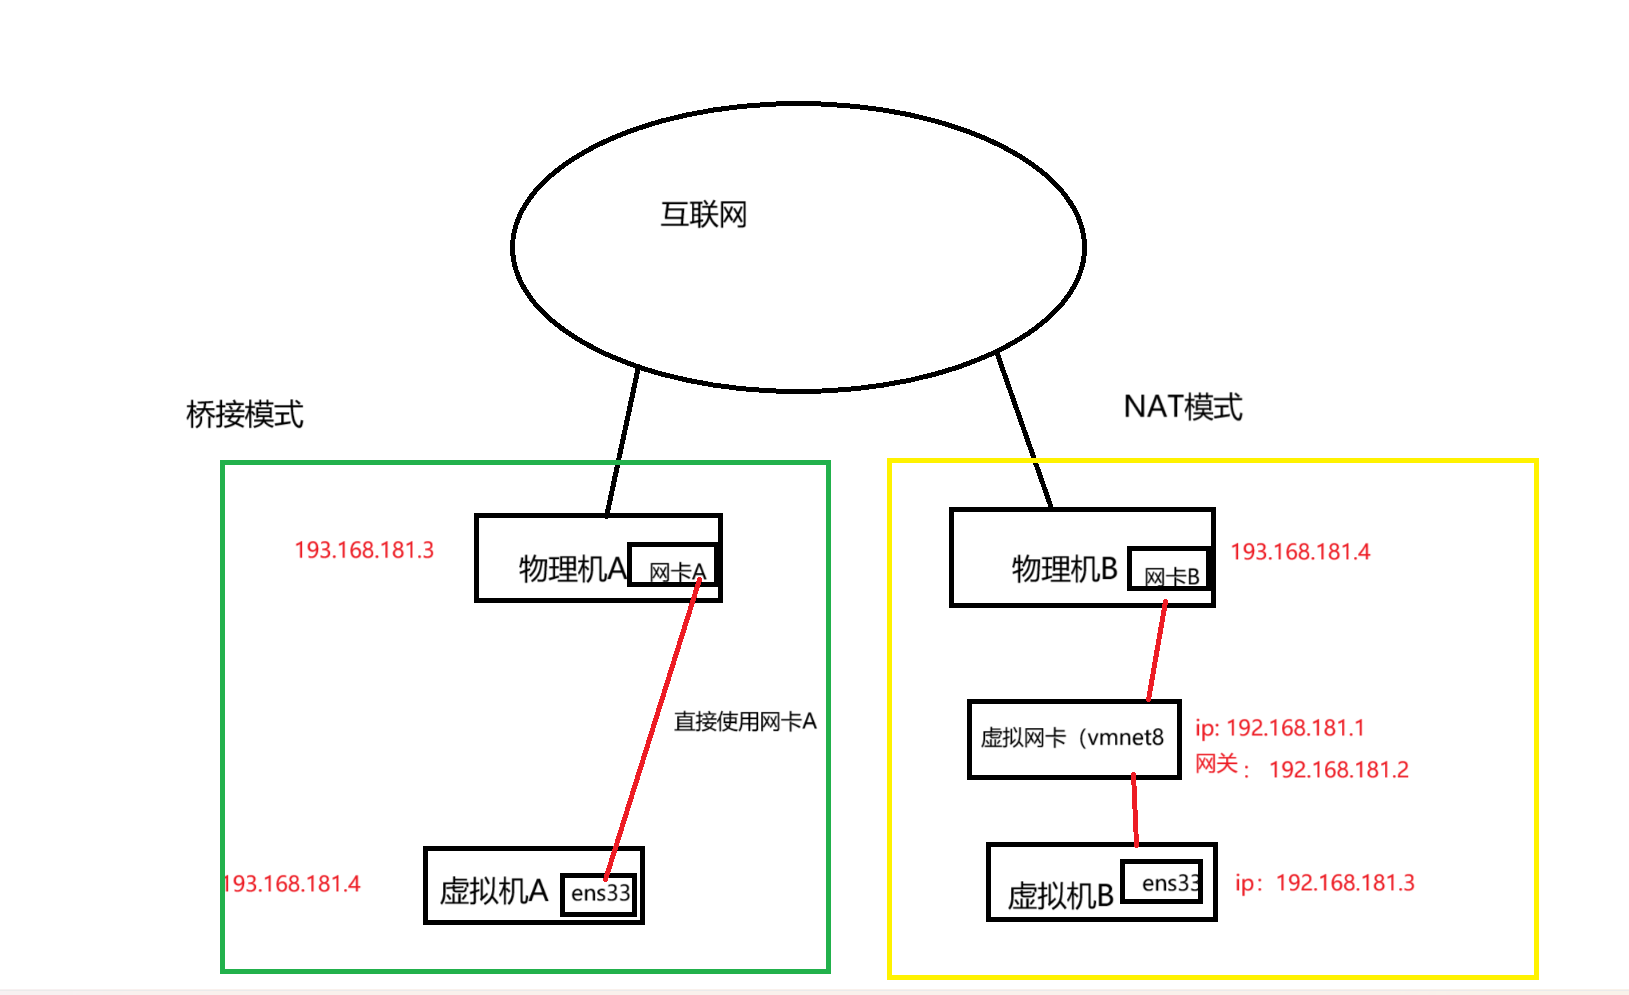 互联网
桥接模式
NAT模式
193.168.181.3
物理机A
网卡A
物理机B
网卡B
193.168.181.4
直接使用网卡A
虚拟网卡（vmnet8
ip: 192.168.181.1
网关： 192.168.181.2
193.168.181.4
虚拟机A
ens33
虚拟机B
ens33
ip：192.168.181.3